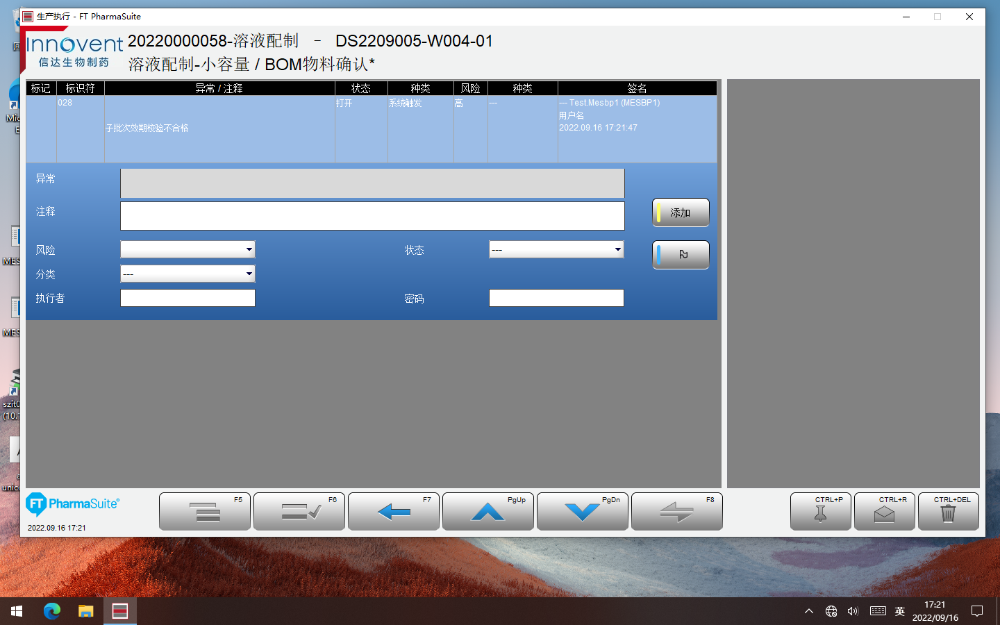 生产执行 - FT PharmaSuite
Innovent
信达生物制药
20220000058-溶液配制 - DS2209005-W004-01
溶液配制-小容量 / BOM物料确认*
标记 标识符 异常 / 注释 状态 种类 风险 种类 签名
028 打开 系统触发 高 --- --- Test.Mesbp1 (MESBP1)
用户名
子批次效期校验不合格 2022.09.16 17:21:47
异常
注释
添加
风险 状态 ---
分类 ---
执行者 密码
FT PharmaSuite®
2022.09.16 17:21
F5 F6 F7 PgUp PgDn F8 CTRL+P CTRL+R CTRL+DEL
MES
MES
szit0
(10.
unic
英
17:21
2022/09/16